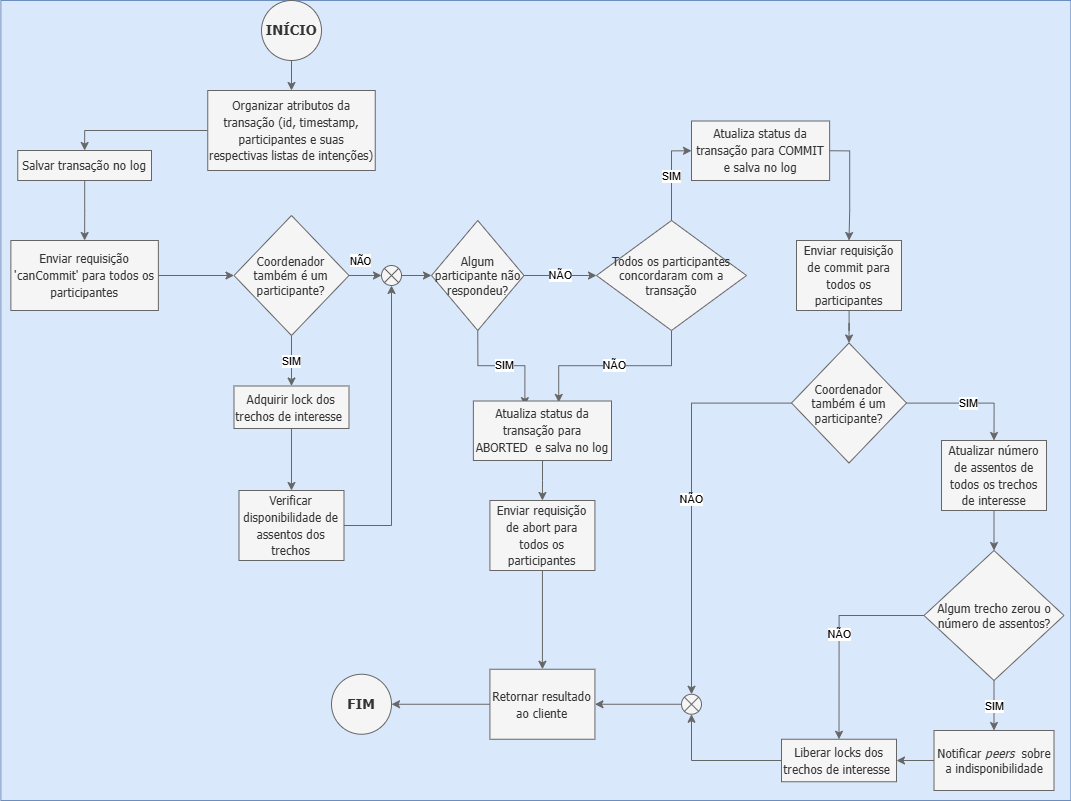 INÍCIO
Organizar atributos da
transação (id, timestamp,
participantes e suas
respectivas listas de intenções)
Salvar transação no log
Enviar requisição
'canCommit' para todos os
participantes
Coordenador
também é um
participante?
NÃO
SIM
Adquirir lock dos
trechos de interesse
Verificar
disponibilidade de
assentos dos
trechos
Algum
participante não
respondeu?
NÃO
SIM
Todos os participantes
concordaram com a
transação
SIM
NÃO
Atualiza status da
transação para
ABORTED e salva no log
Enviar requisição
de abort para
todos os
participantes
Atualiza status da
transação para COMMIT
e salva no log
Enviar requisição
de commit para
todos os
participantes
Coordenador
também é um
participante?
SIM
NÃO
Atualizar número
de assentos de
todos os trechos
de interesse
Algum trecho zerou o
número de assentos?
NÃO
SIM
Notificar peers sobre
a indisponibilidade
Liberar locks dos
trechos de interesse
Retornar resultado
ao cliente
FIM